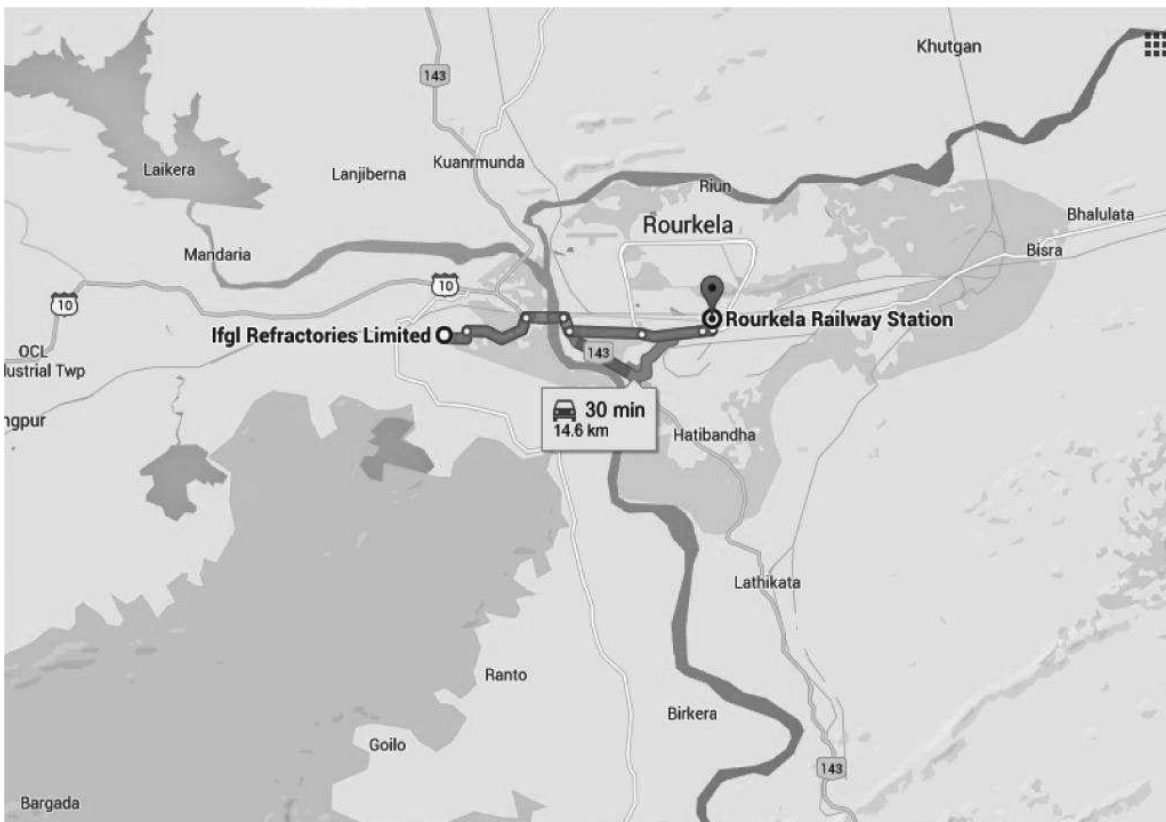 Khutgan
143
Kuanrmunda
Laikera
Lanjiberna
Riun
Bhalulata
Rourkela
Mandaria
Bisra
10
10
Ifgl Refractories Limited
Rourkela Railway Station
OCL
dustrial Twp
143
30 min
14.6 km
ngpur
Hatibandha
Lathikata
Ranto
Birkera
Goilo
143
Bargada